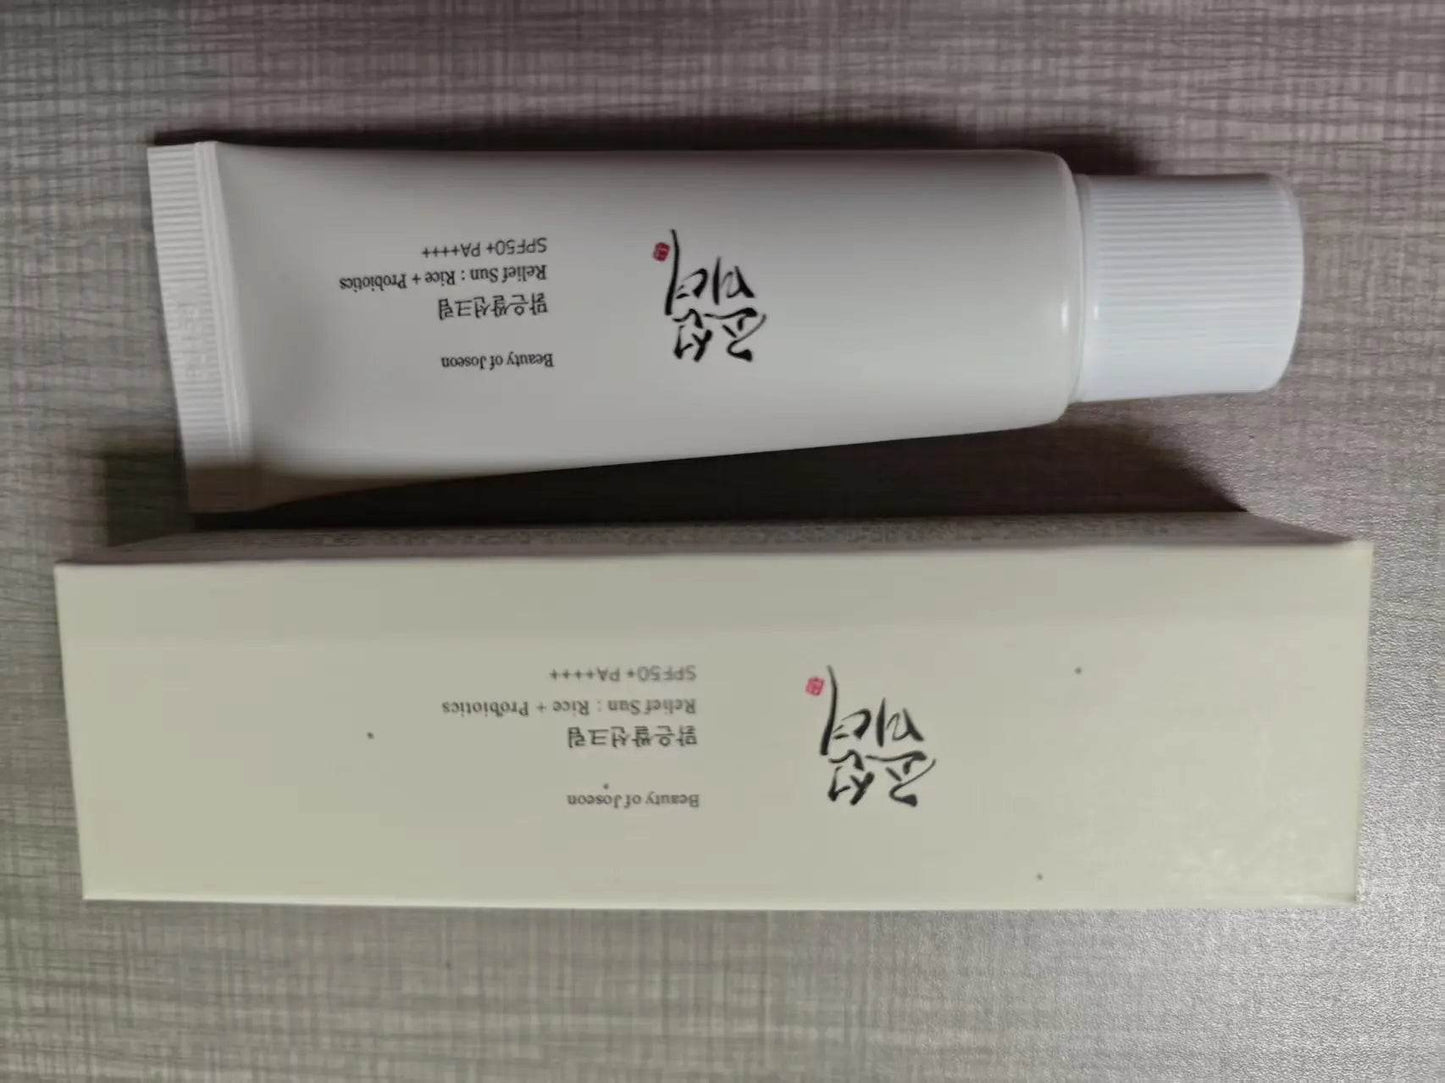 조선
미녀
Beauty of Joseon
맑은쌀선크림
Relief Sun : Rice + Probiotics
SPF50+ PA++++
조선
미녀
Beauty of Joseon
맑은쌀선크림
Relief Sun : Rice + Probiotics
SPF50+ PA++++